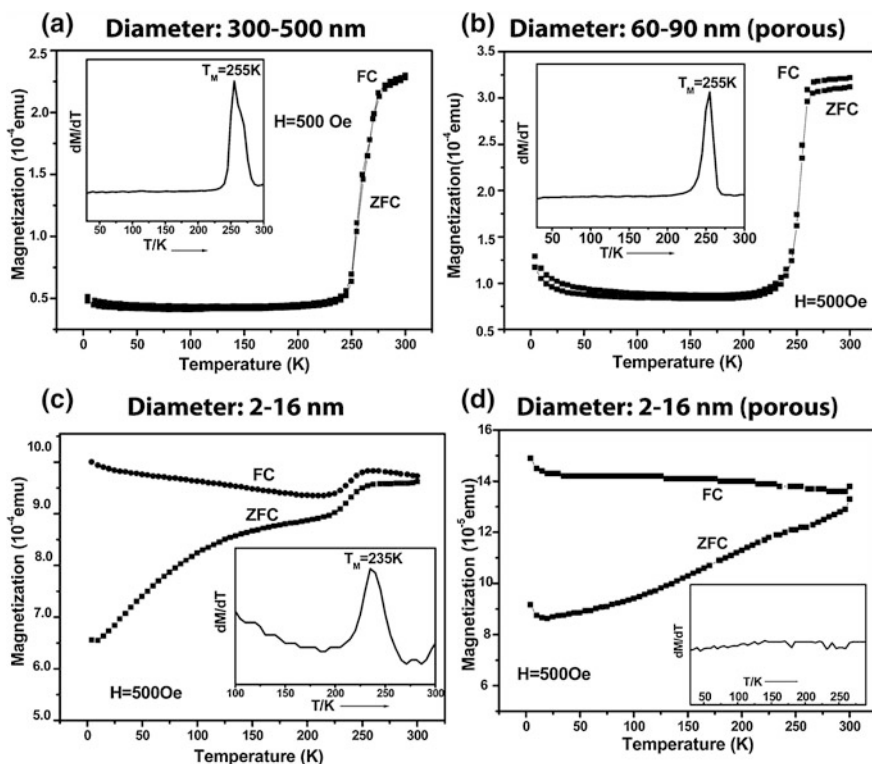 (a) Diameter: 300-500 nm
2.5
2.0
1.5
1.0
0.5
0.0
Magnetization (10⁻⁴ emu)
0 50 100 150 200 250 300
Temperature (K)
FC
ZFC
H=500 Oe
T_M=255K
dM/dT
50 100 150 200 250 300
T/K
(b) Diameter: 60-90 nm (porous)
3.5
3.0
2.5
2.0
1.5
1.0
0.5
Magnetization(10⁻⁴emu)
0 50 100 150 200 250 300
Temperature (K)
FC
ZFC
H=500Oe
T_M=255K
dM/dT
50 100 150 200 250 300
T/K
(c) Diameter: 2-16 nm
10.0
9.0
8.0
7.0
6.0
5.0
Magnetization (10⁻⁴emu)
0 50 100 150 200 250 300
Temperature (K)
FC
ZFC
H=500Oe
T_M=235K
dM/dT
100 150 200 250 300
T/K
(d) Diameter: 2-16 nm (porous)
16
14
12
10
8
6
Magnetization (10⁻⁵emu)
0 50 100 150 200 250 300
Temperature (K)
FC
ZFC
H=500Oe
dM/dT
T/K
50 100 150 200 250